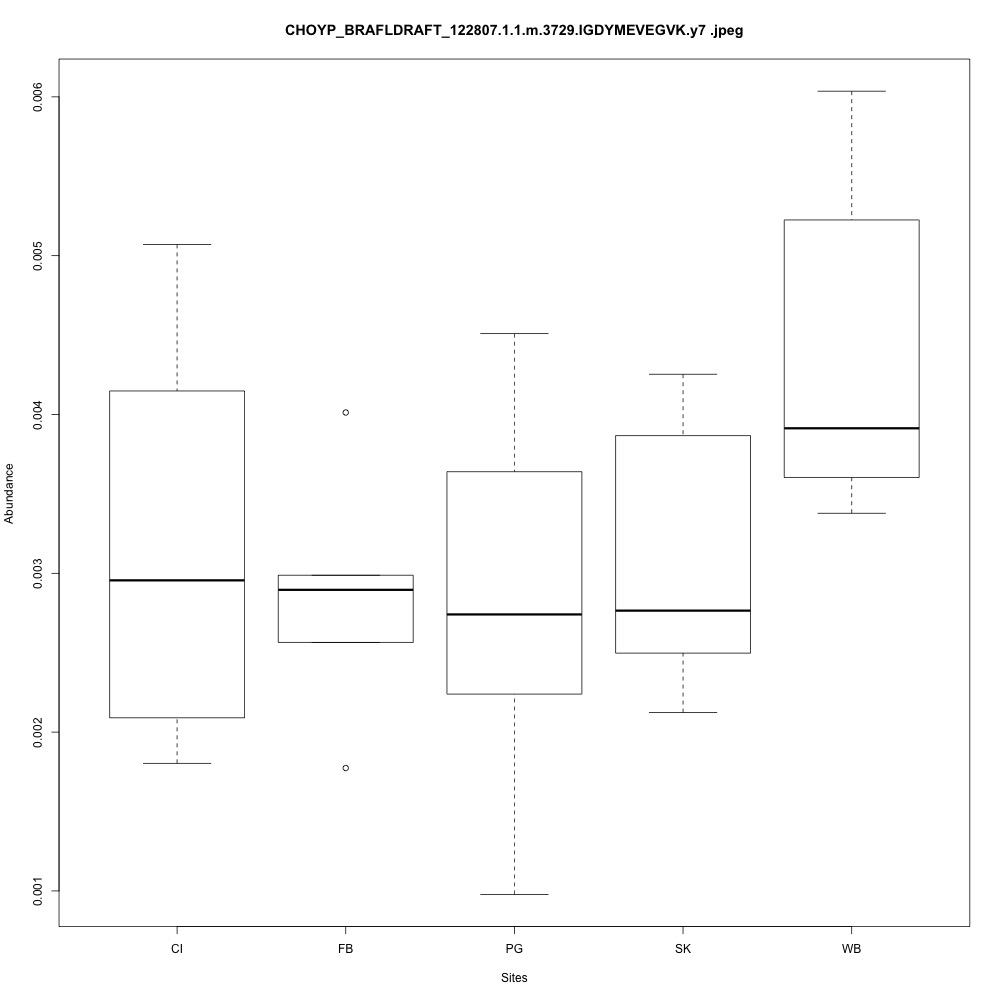 CHOYP_BRAFLDRAFT_122807.1.1.m.3729.IGDYMEVEGVK.y7 .jpeg
0.006
0.005
0.004
0.003
0.002
0.001
Abundance
CI FB PG SK WB
Sites